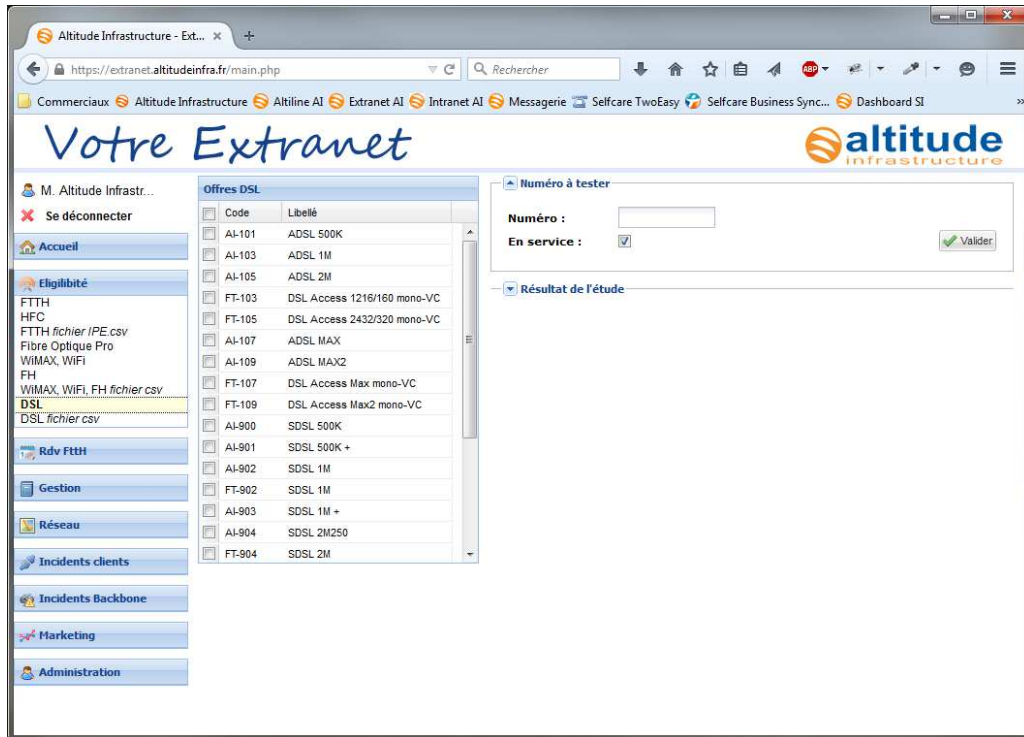 Altitude Infrastructure - Ext...
https://extranet.altitudeinfra.fr/main.php
Rechercher
ABP
Commerciaux Altitude Infrastructure Altiline AI Extranet AI Intranet AI Messagerie Selfcare TwoEasy Selfcare Business Sync... Dashboard SI »
Votre Extranet
altitude
infrastructure
M. Altitude Infrastr...
Se déconnecter
Accueil
Eligilibité
FTTH
HFC
FTTH fichier IPE.csv
Fibre Optique Pro
WiMAX, WiFi
FH
WiMAX, WiFi, FH fichier csv
DSL
DSL fichier csv
Rdv FttH
Gestion
Réseau
Incidents clients
Incidents Backbone
Marketing
Administration
Offres DSL
Code Libellé
AI-101 ADSL 500K
AI-103 ADSL 1M
AI-105 ADSL 2M
FT-103 DSL Access 1216/160 mono-VC
FT-105 DSL Access 2432/320 mono-VC
AI-107 ADSL MAX
AI-109 ADSL MAX2
FT-107 DSL Access Max mono-VC
FT-109 DSL Access Max2 mono-VC
AI-900 SDSL 500K
AI-901 SDSL 500K +
AI-902 SDSL 1M
FT-902 SDSL 1M
AI-903 SDSL 1M +
AI-904 SDSL 2M250
FT-904 SDSL 2M
Numéro à tester
Numéro :
En service :
Valider
Résultat de l'étude